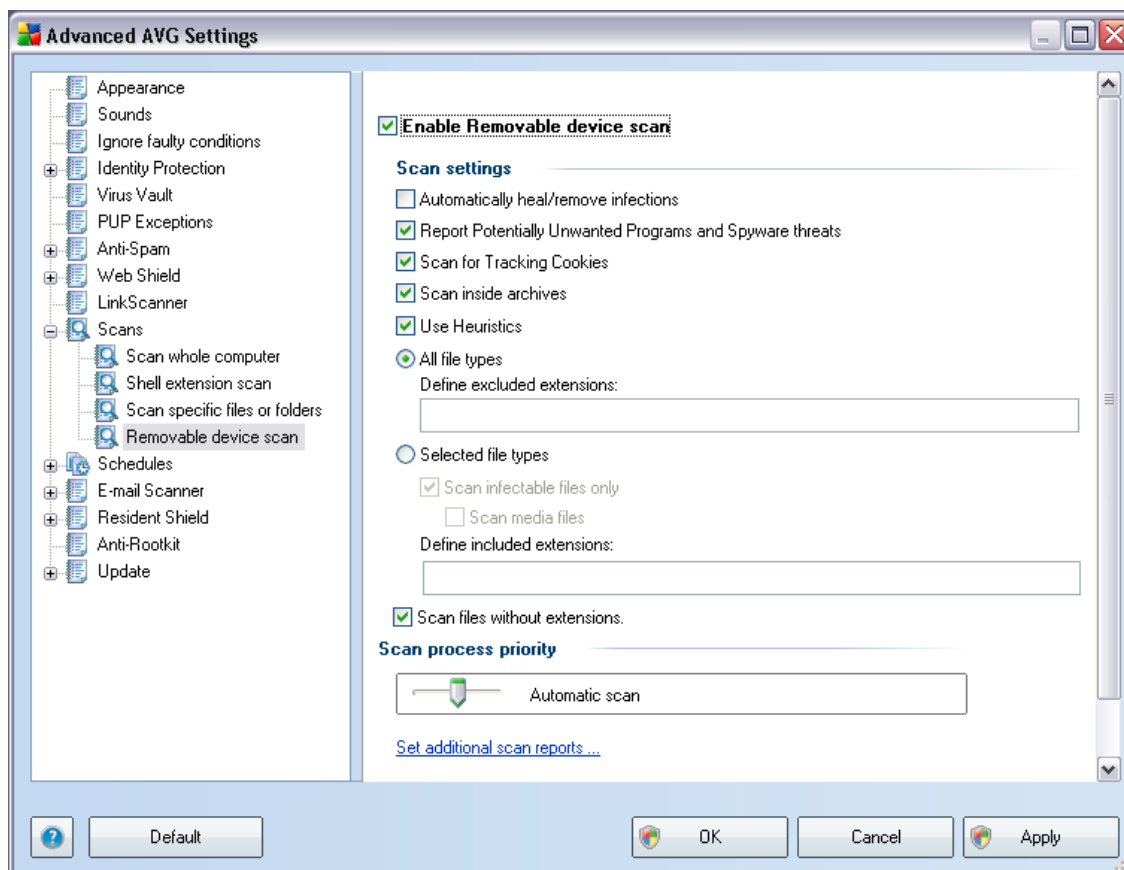 Advanced AVG Settings
Appearance
Sounds
Ignore faulty conditions
Identity Protection
Virus Vault
PUP Exceptions
Anti-Spam
Web Shield
LinkScanner
Scans
Scan whole computer
Shell extension scan
Scan specific files or folders
Removable device scan
Schedules
E-mail Scanner
Resident Shield
Anti-Rootkit
Update
Enable Removable device scan
Scan settings
Automatically heal/remove infections
Report Potentially Unwanted Programs and Spyware threats
Scan for Tracking Cookies
Scan inside archives
Use Heuristics
All file types
Define excluded extensions:
Selected file types
Scan infectable files only
Scan media files
Define included extensions:
Scan files without extensions.
Scan process priority
Automatic scan
Set additional scan reports ...
?
Default
OK
Cancel
Apply